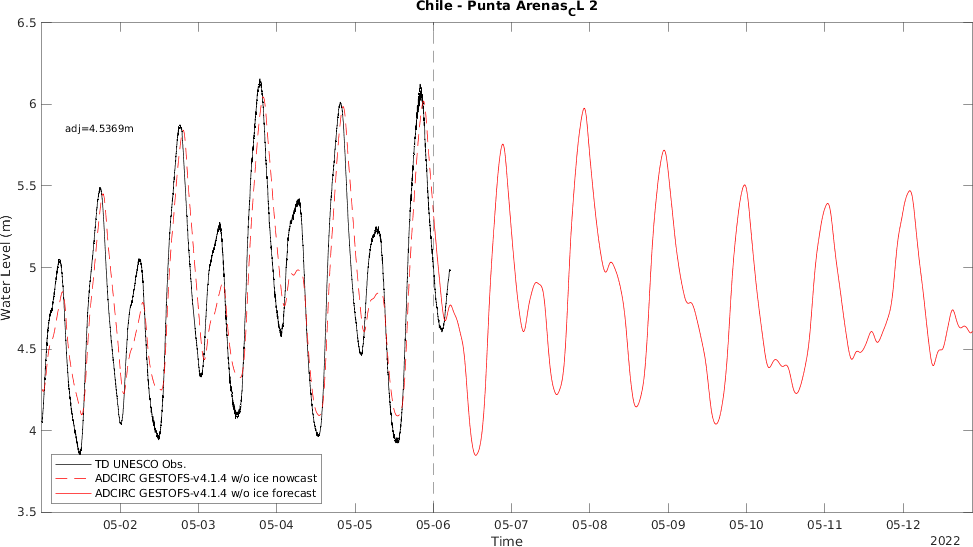 Chile - Punta Arenas_CL 2
6.5
6
adj=4.5369m
5.5
5
Water Level (m)
4.5
4
TD UNESCO Obs.
ADCIRC GESTOFS-v4.1.4 w/o ice nowcast
ADCIRC GESTOFS-v4.1.4 w/o ice forecast
3.5
05-02 05-03 05-04 05-05 05-06 05-07 05-08 05-09 05-10 05-11 05-12
Time
2022